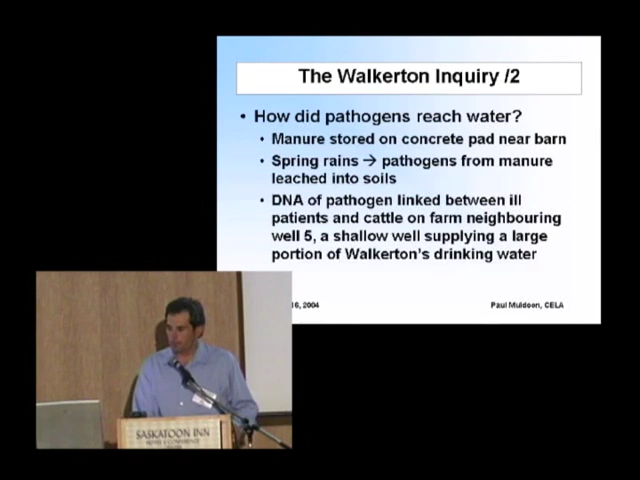 The Walkerton Inquiry /2
• How did pathogens reach water?
• Manure stored on concrete pad near barn
• Spring rains → pathogens from manure
leached into soils
• DNA of pathogen linked between ill
patients and cattle on farm neighbouring
well 5, a shallow well supplying a large
portion of Walkerton's drinking water
16, 2004
Paul Muldoon, CELA
SASKATOON INN